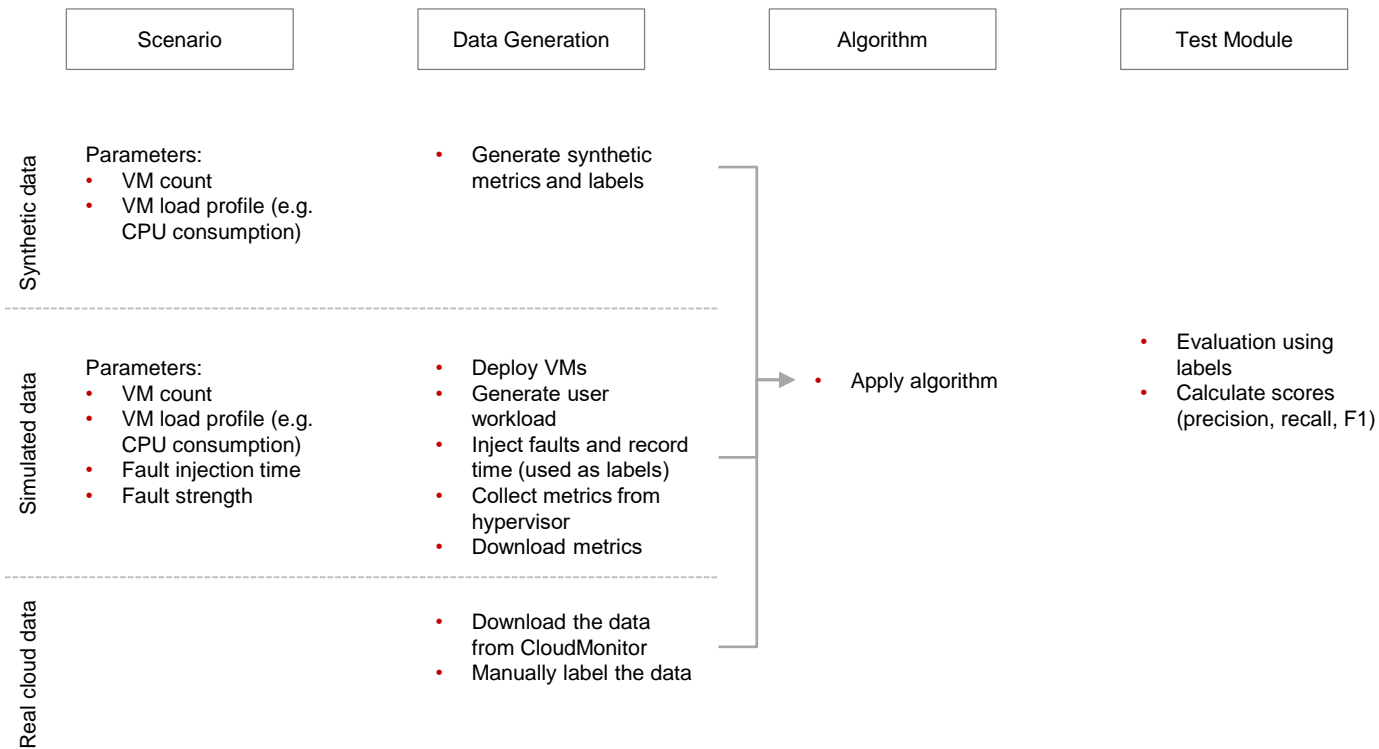 Scenario
Data Generation
Algorithm
Test Module
Synthetic data
Parameters:
• VM count
• VM load profile (e.g.
CPU consumption)
• Generate synthetic
metrics and labels
Simulated data
Parameters:
• VM count
• VM load profile (e.g.
CPU consumption)
• Fault injection time
• Fault strength
• Deploy VMs
• Generate user
workload
• Inject faults and record
time (used as labels)
• Collect metrics from
hypervisor
• Download metrics
• Apply algorithm
• Evaluation using
labels
• Calculate scores
(precision, recall, F1)
Real cloud data
• Download the data
from CloudMonitor
• Manually label the data